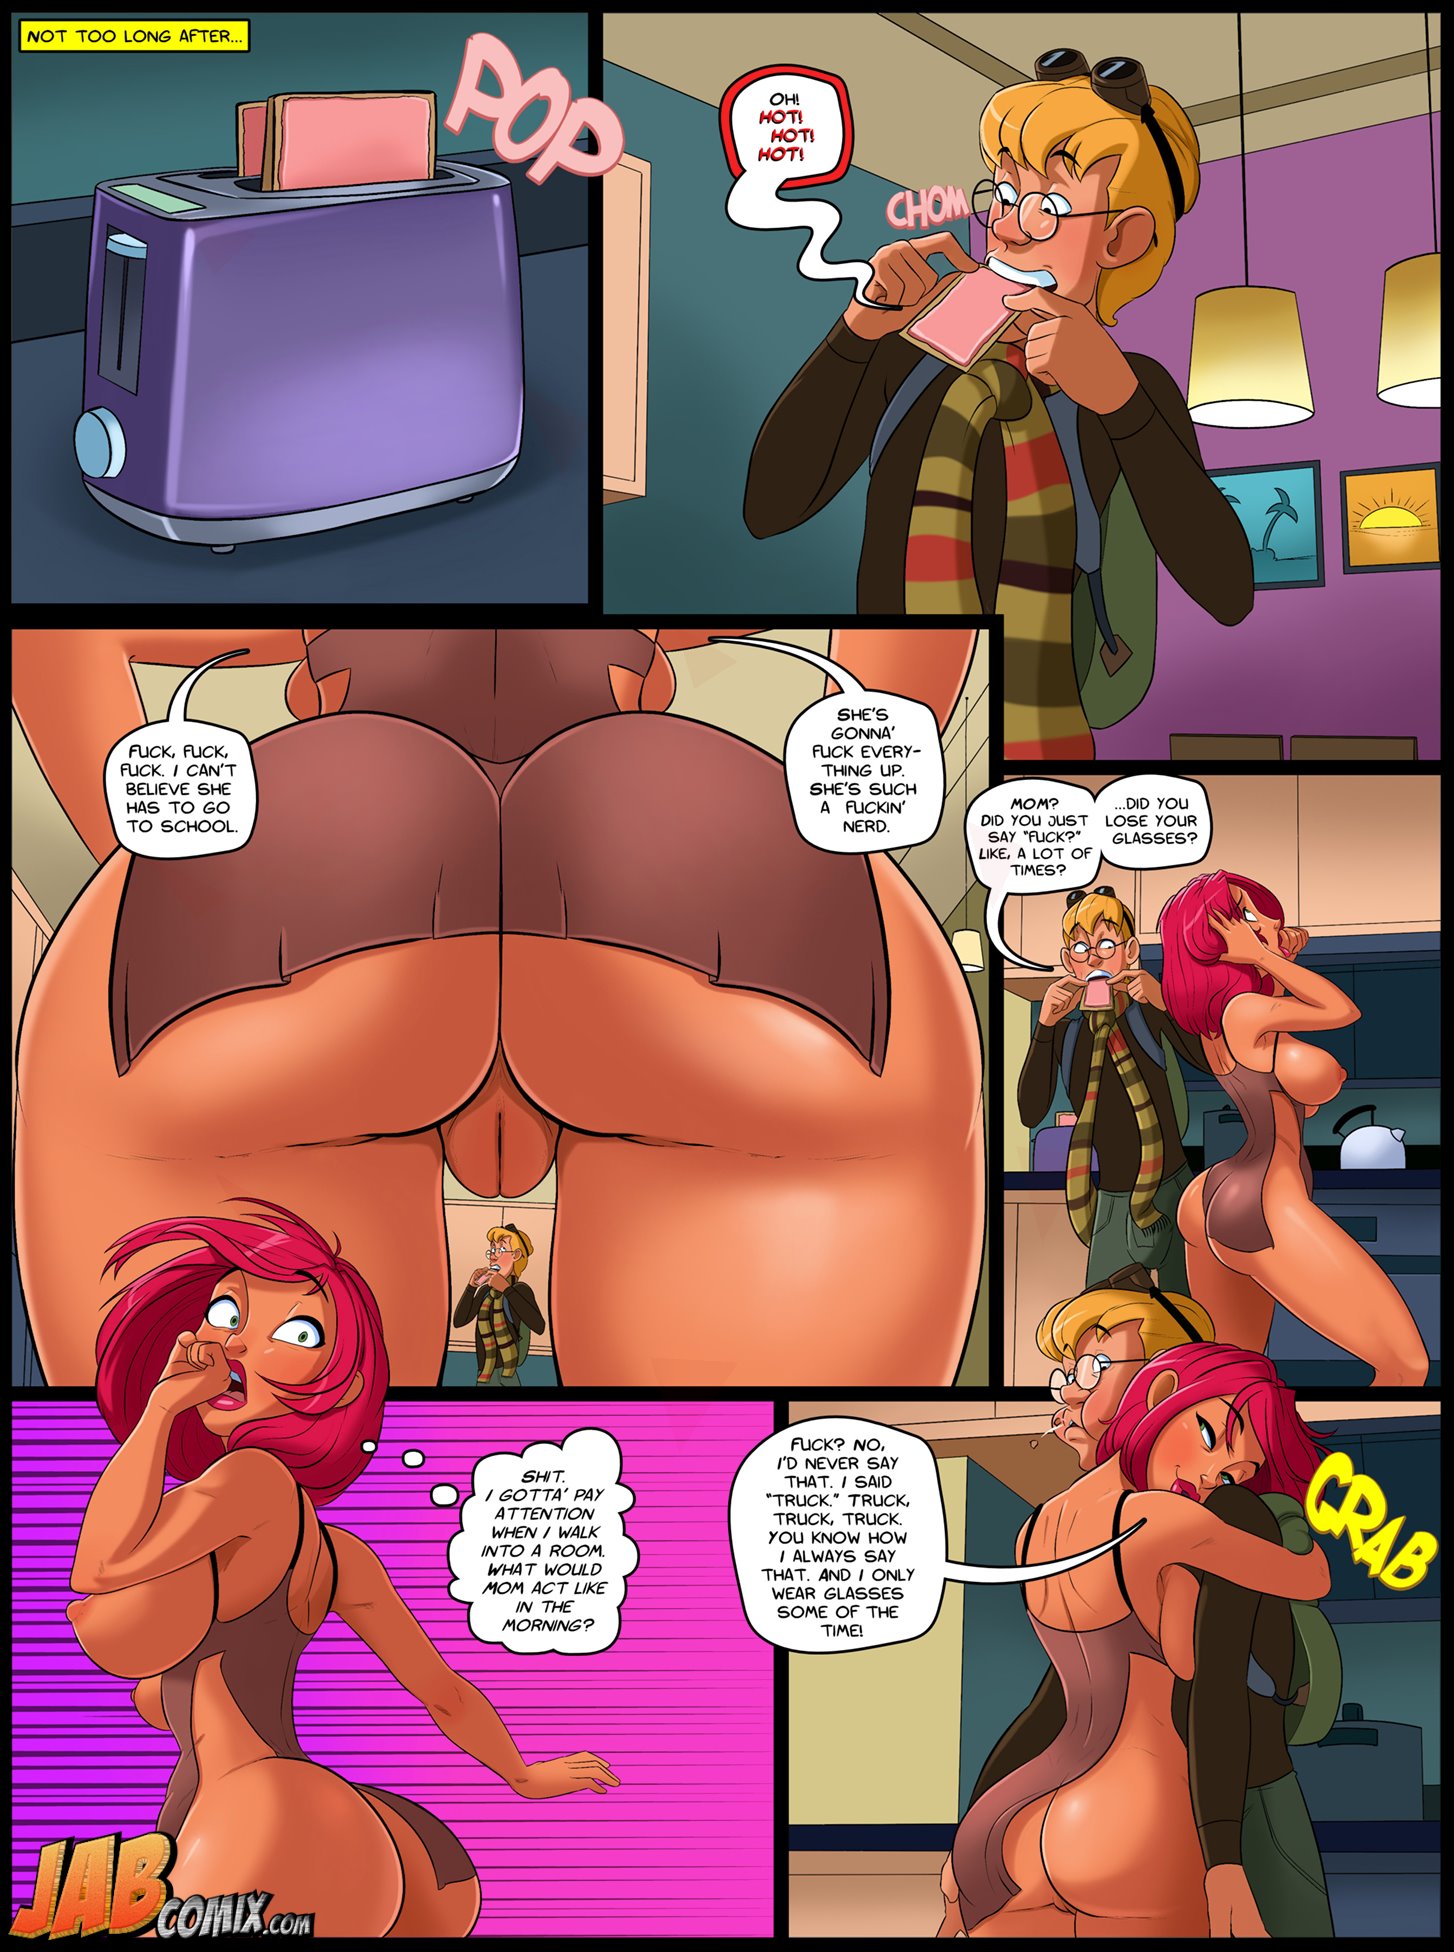 NOT TOO LONG AFTER...
POP
OH!
HOT!
HOT!
HOT!
CHOM
FUCK, FUCK,
FUCK. I CAN'T
BELIEVE SHE
HAS TO GO
TO SCHOOL.
SHE'S
GONNA'
FUCK EVERY-
THING UP.
SHE'S SUCH
A FUCKIN'
NERD.
MOM?
DID YOU JUST
SAY "FUCK?"
LIKE, A LOT OF
TIMES?
...DID YOU
LOSE YOUR
GLASSES?
SHIT.
I GOTTA' PAY
ATTENTION
WHEN I WALK
INTO A ROOM.
WHAT WOULD
MOM ACT LIKE
IN THE
MORNING?
FUCK? NO,
I'D NEVER SAY
THAT. I SAID
"TRUCK." TRUCK,
TRUCK, TRUCK.
YOU KNOW HOW
I ALWAYS SAY
THAT. AND I ONLY
WEAR GLASSES
SOME OF THE
TIME!
GRAB
JAB COMIX.COM